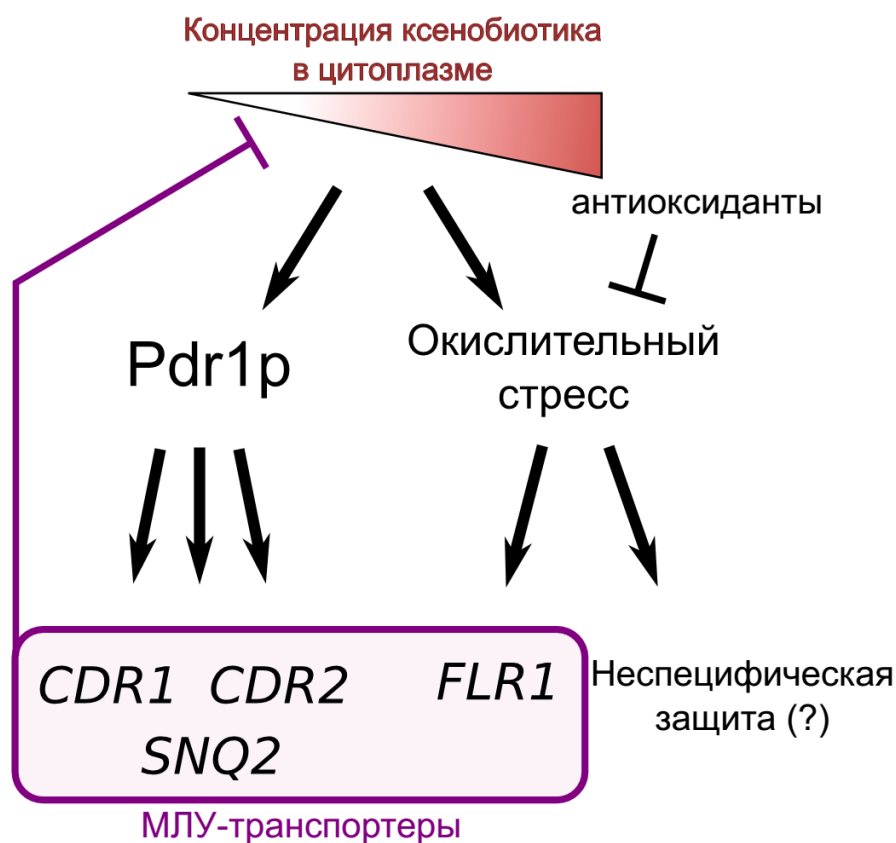 Концентрация ксенобиотика
в цитоплазме
антиоксиданты
Pdr1p
Окислительный
стресс
CDR1 CDR2 FLR1
SNQ2
Неспецифическая
защита (?)
МЛУ-транспортеры